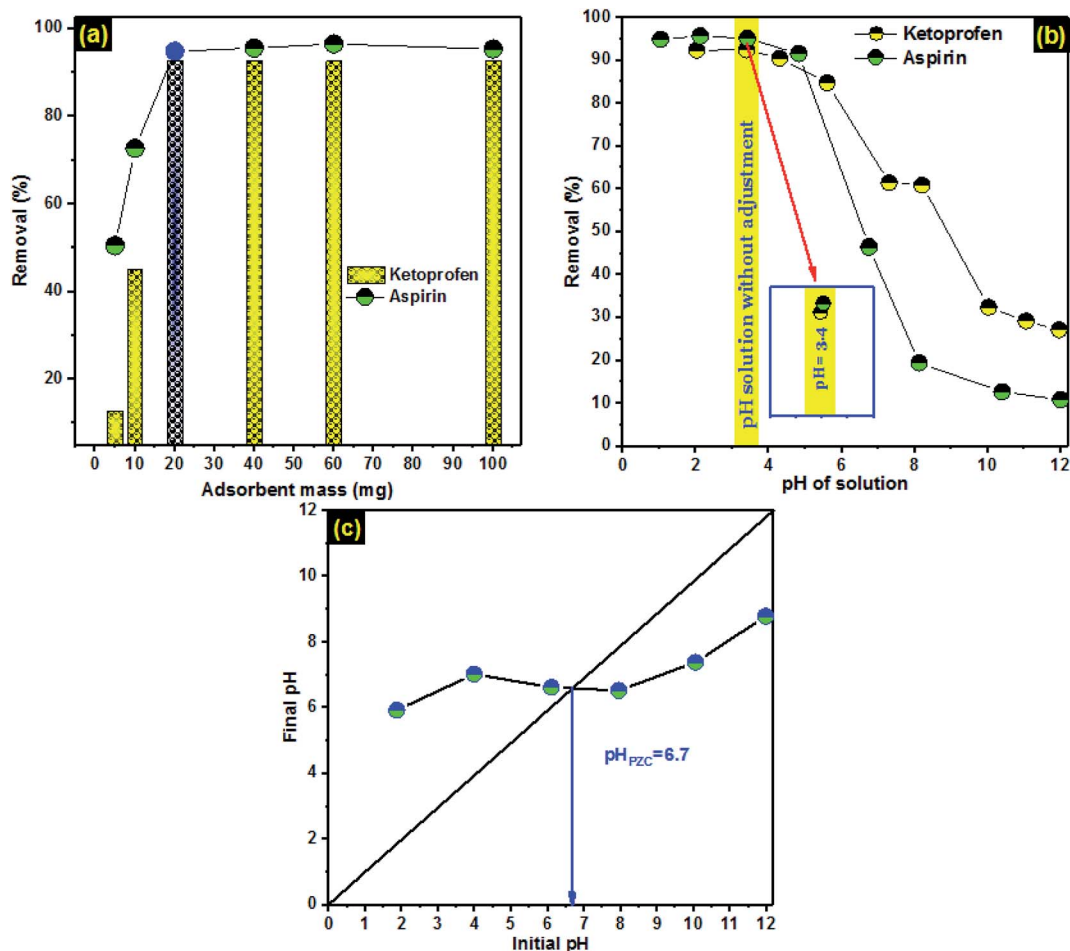 (a)
100
80
60
40
20
Removal (%)
Ketoprofen
Aspirin
0 10 20 30 40 50 60 70 80 90 100
Adsorbent mass (mg)
(b)
100
90
80
70
60
50
40
30
20
10
0
Removal (%)
Ketoprofen
Aspirin
pH solution without adjustment
pH= 3.4
0 2 4 6 8 10 12
pH of solution
(c)
12
10
8
6
4
2
0
Final pH
pHPZC=6.7
0 1 2 3 4 5 6 7 8 9 10 11 12
Initial pH